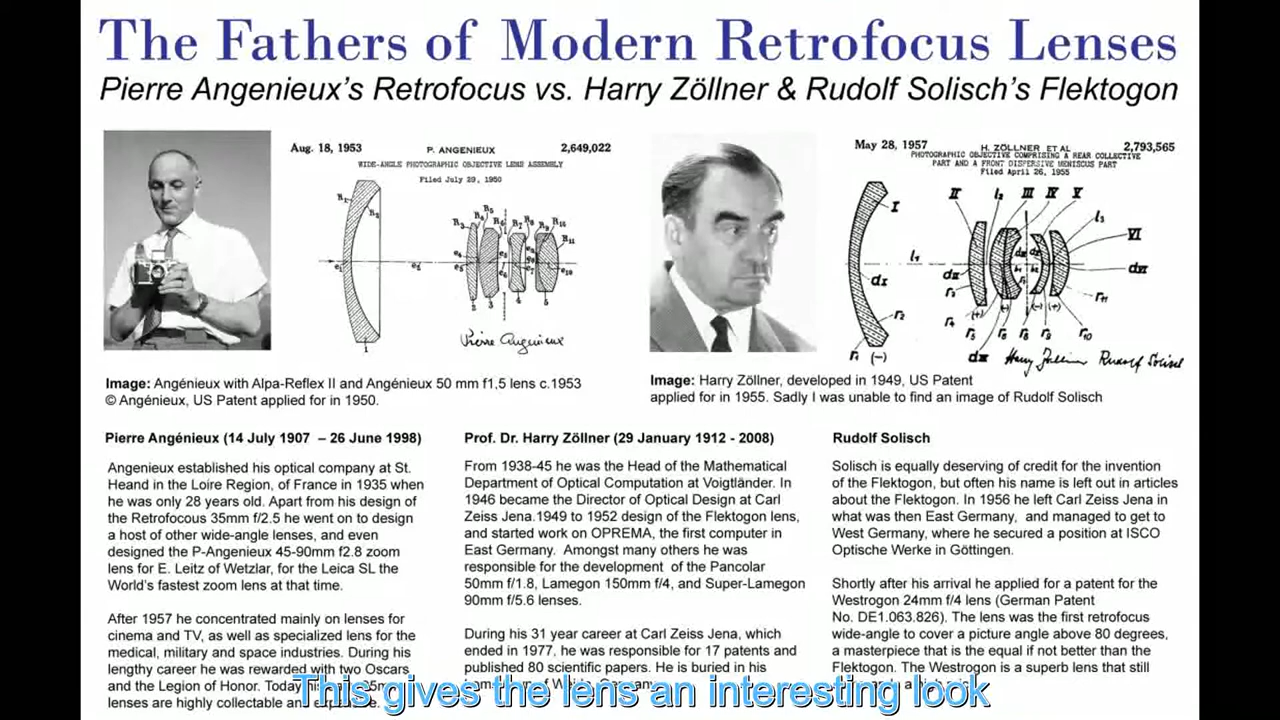 The Fathers of Modern Retrofocus Lenses
Pierre Angenieux's Retrofocus vs. Harry Zöllner & Rudolf Solisch's Flektogon
Aug. 18, 1953
P. ANGENIEUX
2,649,022
WIDE-ANGLE PHOTOGRAPHIC OBJECTIVE LENS ASSEMBLY
Filed July 29, 1950
Pierre Angenieux
May 28, 1957
H. ZÖLLNER ET AL
2,793,565
PHOTOGRAPHIC OBJECTIVE COMPRISING A REAR COLLECTIVE
PART AND A FRONT DISPERSIVE MENISCUS PART
Filed April 26, 1955
Image: Angénieux with Alpa-Reflex II and Angénieux 50 mm f1,5 lens c.1953
© Angénieux, US Patent applied for in 1950.
Image: Harry Zöllner, developed in 1949, US Patent
applied for in 1955. Sadly I was unable to find an image of Rudolf Solisch
Pierre Angénieux (14 July 1907 – 26 June 1998)
Angenieux established his optical company at St.
Heand in the Loire Region, of France in 1935 when
he was only 28 years old. Apart from his design of
the Retrofocous 35mm f/2.5 he went on to design
a host of other wide-angle lenses, and even
designed the P-Angenieux 45-90mm f2.8 zoom
lens for E. Leitz of Wetzlar, for the Leica SL the
World's fastest zoom lens at that time.
After 1957 he concentrated mainly on lenses for
cinema and TV, as well as specialized lens for the
medical, military and space industries. During his
lengthy career he was rewarded with two Oscars
and the Legion of Honor. Today
lenses are highly collectable
Prof. Dr. Harry Zöllner (29 January 1912 - 2008)
From 1938-45 he was the Head of the Mathematical
Department of Optical Computation at Voigtländer. In
1946 became the Director of Optical Design at Carl
Zeiss Jena.1949 to 1952 design of the Flektogon lens,
and started work on OPREMA, the first computer in
East Germany. Amongst many others he was
responsible for the development of the Pancolar
50mm f/1.8, Lamegon 150mm f/4, and Super-Lamegon
90mm f/5.6 lenses.
During his 31 year career at Carl Zeiss Jena, which
ended in 1977, he was responsible for 17 patents and
published 80 scientific papers. He is buried in his
Rudolf Solisch
Solisch is equally deserving of credit for the invention
of the Flektogon, but often his name is left out in articles
about the Flektogon. In 1956 he left Carl Zeiss Jena in
what was then East Germany, and managed to get to
West Germany, where he secured a position at ISCO
Optische Werke in Göttingen.
Shortly after his arrival he applied for a patent for the
Westrogon 24mm f/4 lens (German Patent
No. DE1.063.826). The lens was the first retrofocus
wide-angle to cover a picture angle above 80 degrees,
a masterpiece that is the equal if not better than the
Flektogon. The Westrogon is a superb lens that still
This gives the lens an interesting look